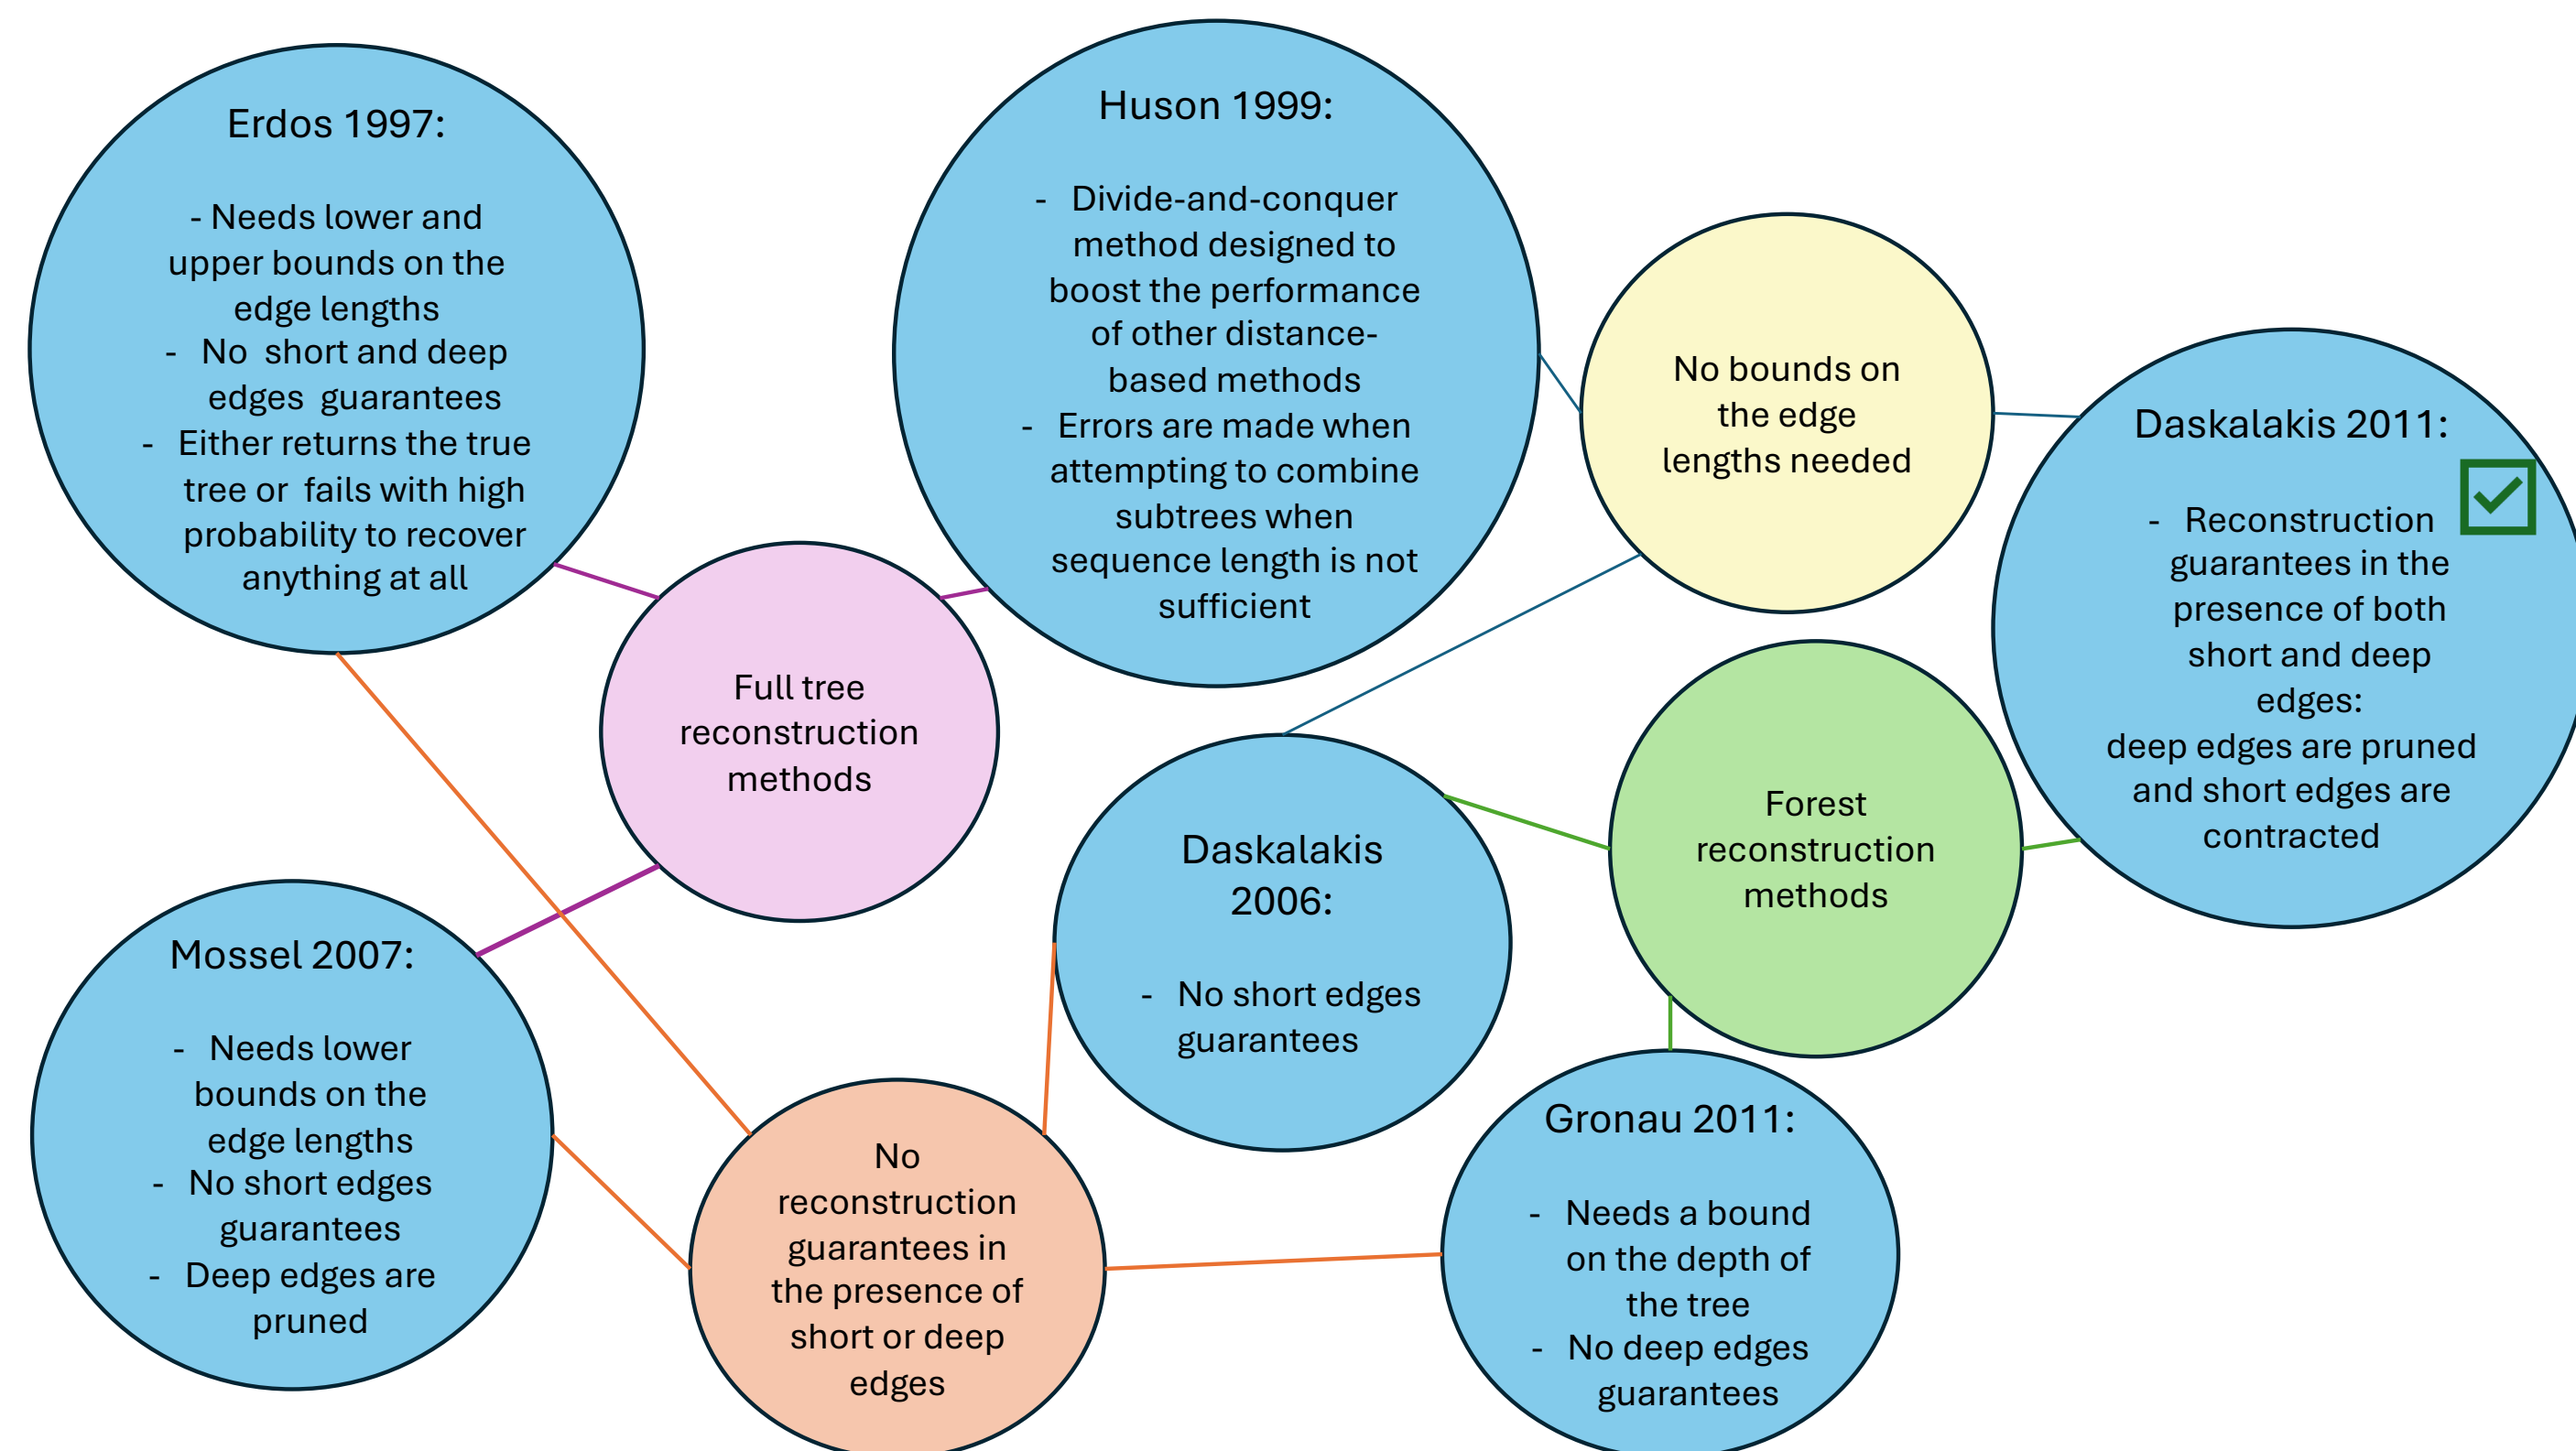 Erdos 1997:
- Needs lower and
upper bounds on the
edge lengths
- No short and deep
edges guarantees
- Either returns the true
tree or fails with high
probability to recover
anything at all
Huson 1999:
- Divide-and-conquer
method designed to
boost the performance
of other distance-
based methods
- Errors are made when
attempting to combine
subtrees when
sequence length is not
sufficient
No bounds on
the edge
lengths needed
Daskalakis 2011:
- Reconstruction
guarantees in the
presence of both
short and deep
edges:
deep edges are pruned
and short edges are
contracted
Full tree
reconstruction
methods
Daskalakis
2006:
- No short edges
guarantees
Forest
reconstruction
methods
Mossel 2007:
- Needs lower
bounds on the
edge lengths
- No short edges
guarantees
- Deep edges are
pruned
No
reconstruction
guarantees in
the presence of
short or deep
edges
Gronau 2011:
- Needs a bound
on the depth of
the tree
- No deep edges
guarantees